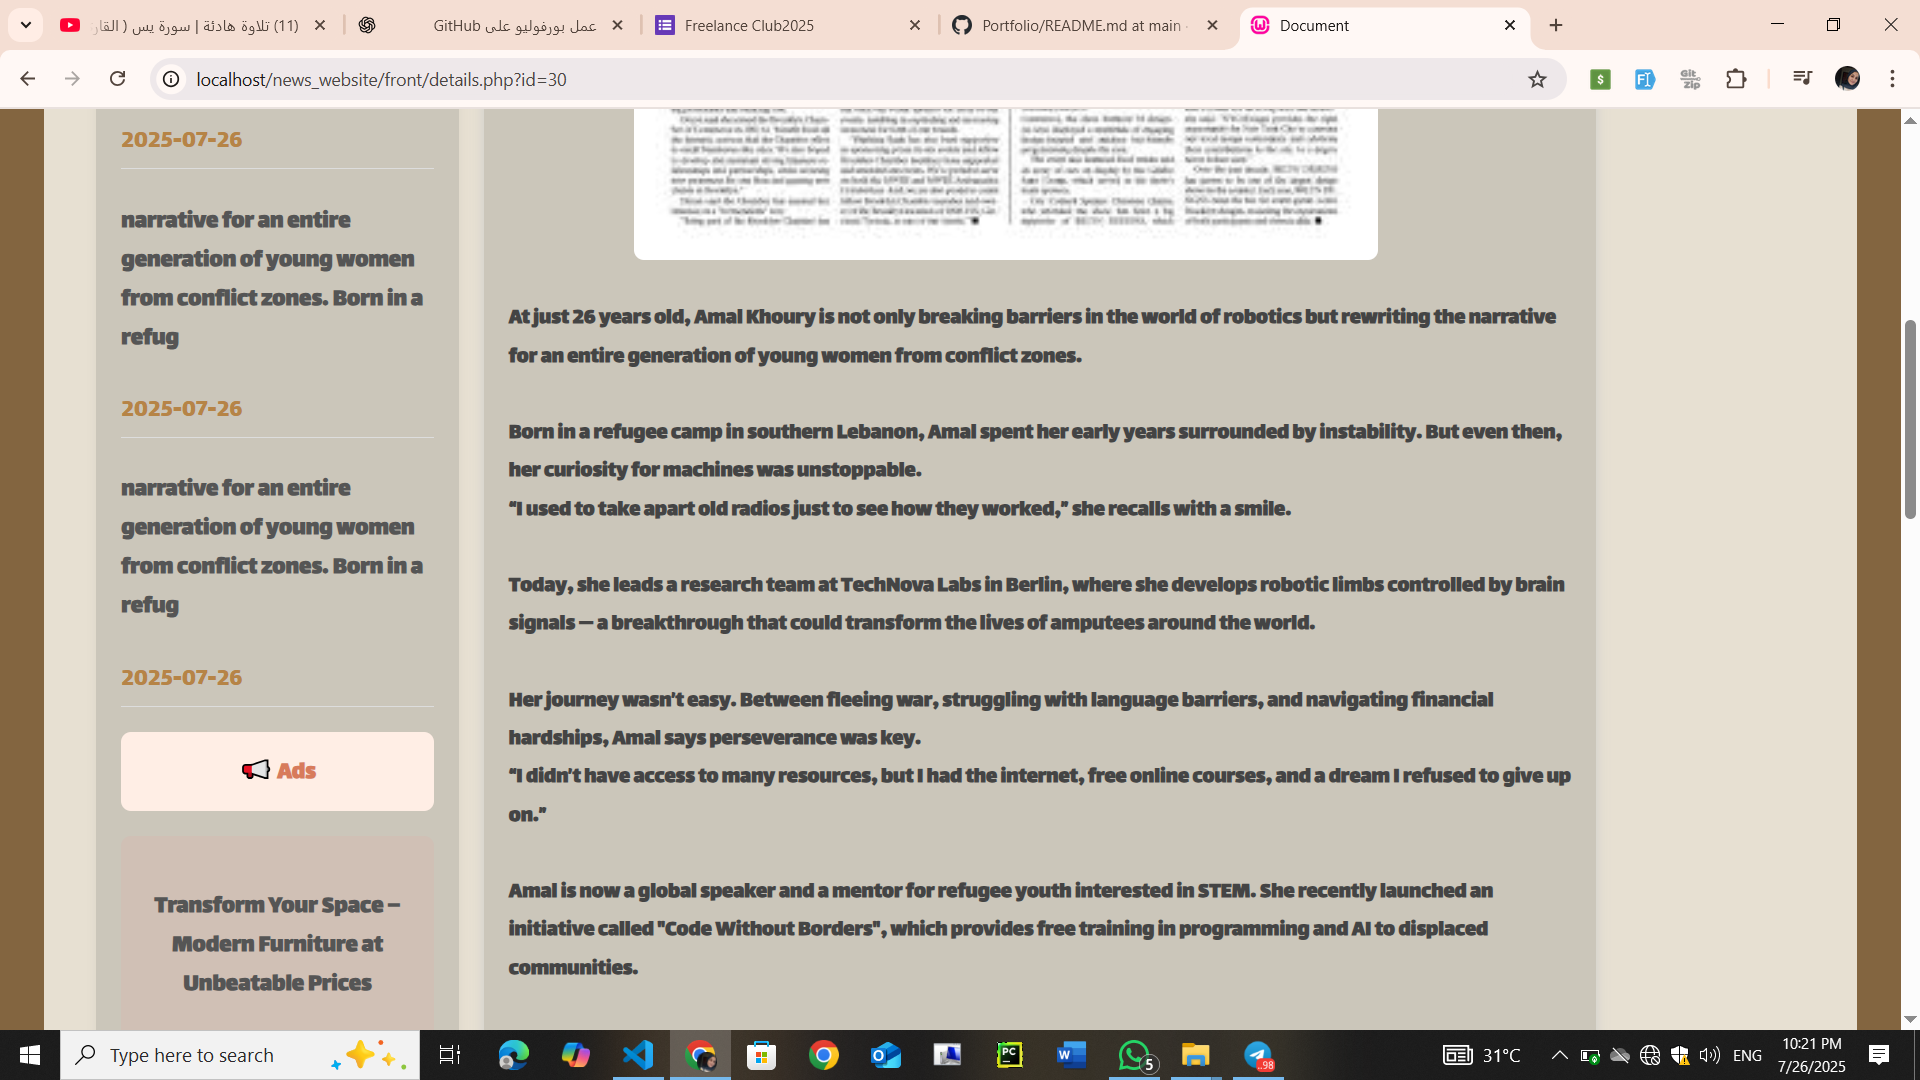 (11) تلاوة هادئة | سورة يس ( القار
عمل بورفوليو على GitHub
Freelance Club2025
Portfolio/README.md at main
Document
localhost/news_website/front/details.php?id=30
2025-07-26
narrative for an entire
generation of young women
from conflict zones. Born in a
refug
2025-07-26
narrative for an entire
generation of young women
from conflict zones. Born in a
refug
2025-07-26
Ads
Transform Your Space –
Modern Furniture at
Unbeatable Prices
At just 26 years old, Amal Khoury is not only breaking barriers in the world of robotics but rewriting the narrative
for an entire generation of young women from conflict zones.
Born in a refugee camp in southern Lebanon, Amal spent her early years surrounded by instability. But even then,
her curiosity for machines was unstoppable.
“I used to take apart old radios just to see how they worked,” she recalls with a smile.
Today, she leads a research team at TechNova Labs in Berlin, where she develops robotic limbs controlled by brain
signals — a breakthrough that could transform the lives of amputees around the world.
Her journey wasn’t easy. Between fleeing war, struggling with language barriers, and navigating financial
hardships, Amal says perseverance was key.
“I didn’t have access to many resources, but I had the internet, free online courses, and a dream I refused to give up
on.”
Amal is now a global speaker and a mentor for refugee youth interested in STEM. She recently launched an
initiative called "Code Without Borders", which provides free training in programming and AI to displaced
communities.
Type here to search
31°C
ENG
10:21 PM
7/26/2025
5
..98
Git
zip
PC